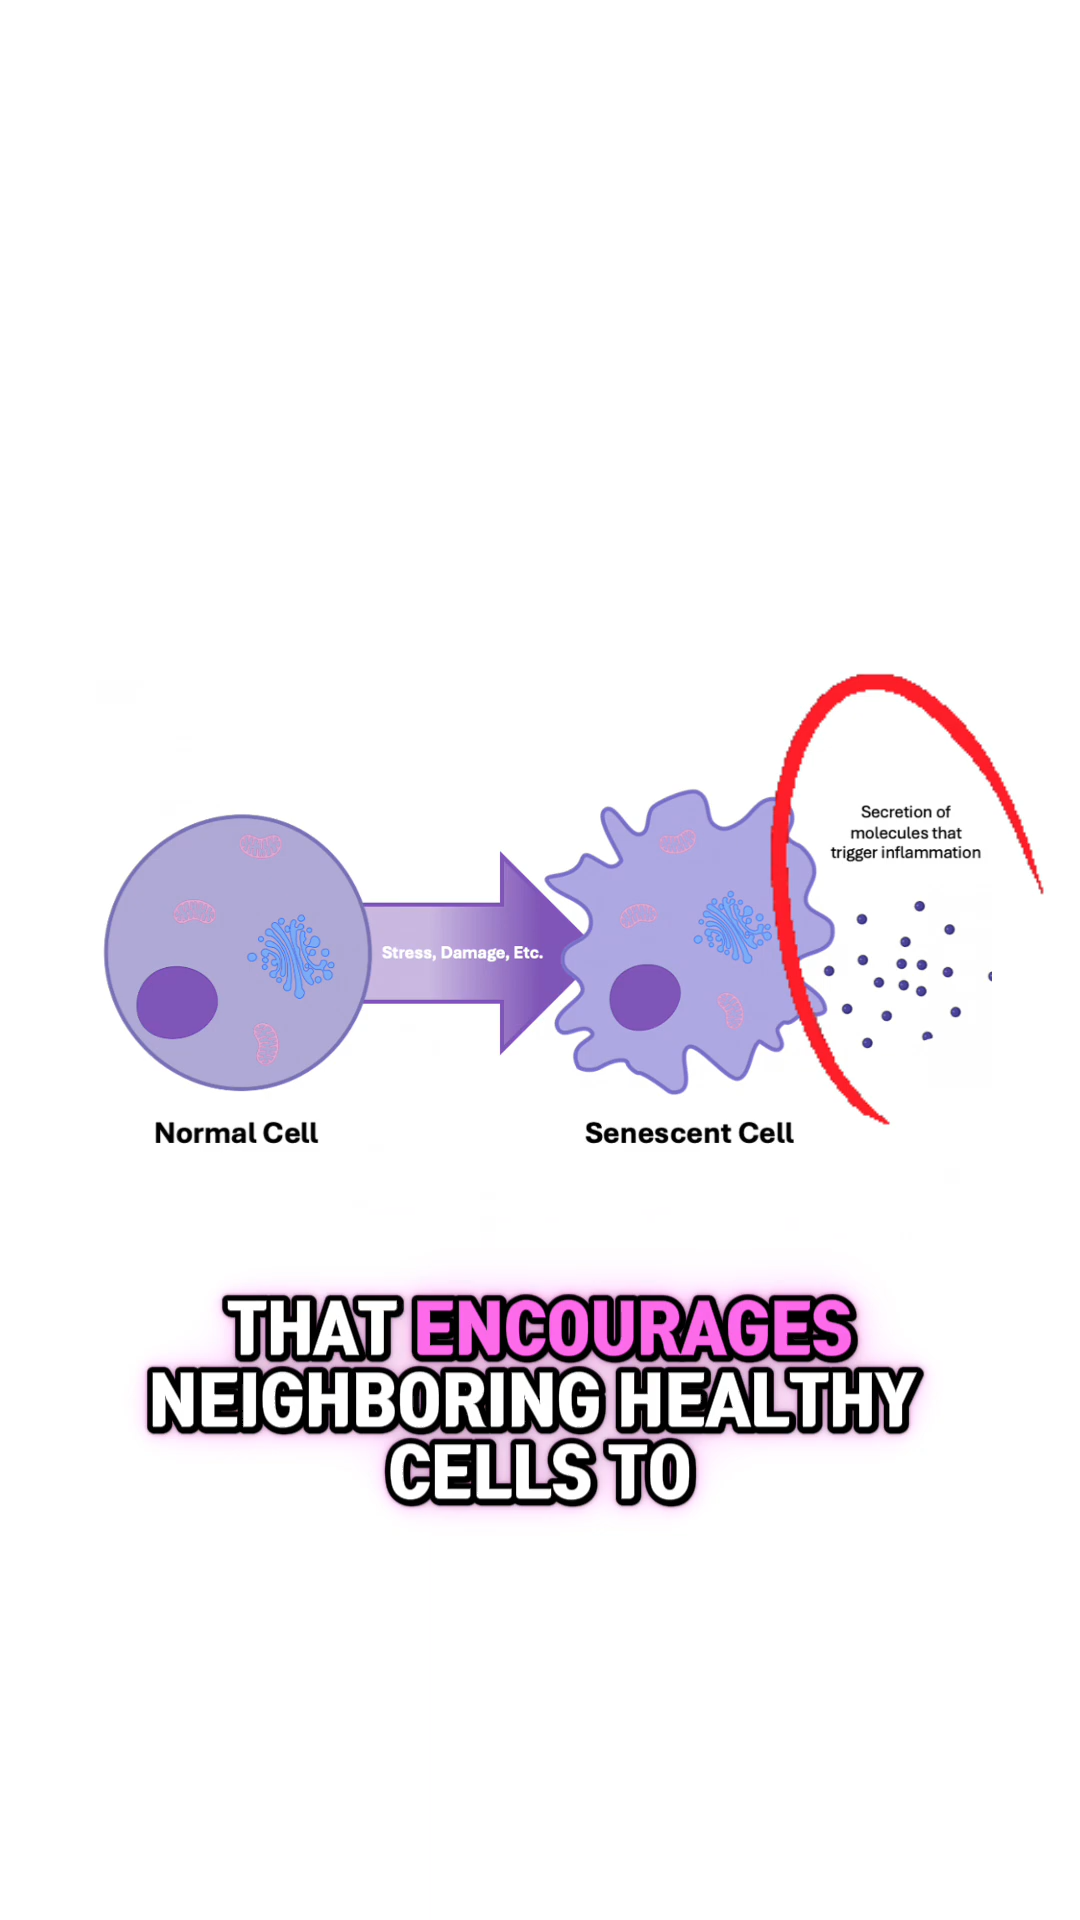 Secretion of
molecules that
trigger inflammation
Stress, Damage, Etc.
Normal Cell
Senescent Cell
THAT ENCOURAGES
NEIGHBORING HEALTHY
CELLS TO